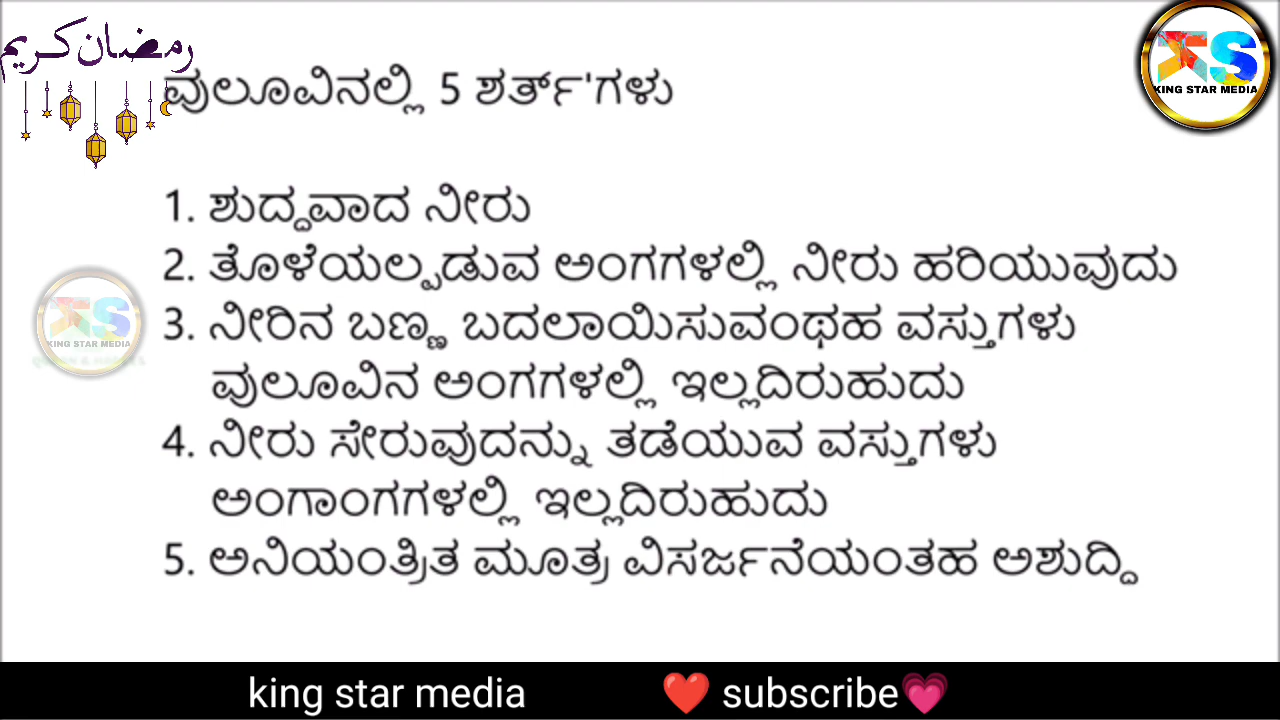 رمضان كريم
KING STAR MEDIA
ವುಲೂವಿನಲ್ಲಿ 5 ಶರ್ತ್'ಗಳು
1. ಶುದ್ದವಾದ ನೀರು
2. ತೊಳೆಯಲ್ಪಡುವ ಅಂಗಗಳಲ್ಲಿ ನೀರು ಹರಿಯುವುದು
3. ನೀರಿನ ಬಣ್ಣ ಬದಲಾಯಿಸುವಂಥಹ ವಸ್ತುಗಳು
ವುಲೂವಿನ ಅಂಗಗಳಲ್ಲಿ ಇಲ್ಲದಿರುಹುದು
KING STAR MEDIA
4. ನೀರು ಸೇರುವುದನ್ನು ತಡೆಯುವ ವಸ್ತುಗಳು
ಅಂಗಾಂಗಗಳಲ್ಲಿ ಇಲ್ಲದಿರುಹುದು
5. ಅನಿಯಂತ್ರಿತ ಮೂತ್ರ ವಿಸರ್ಜನೆಯಂತಹ ಅಶುದ್ದಿ
king star media ❤️ subscribe💗